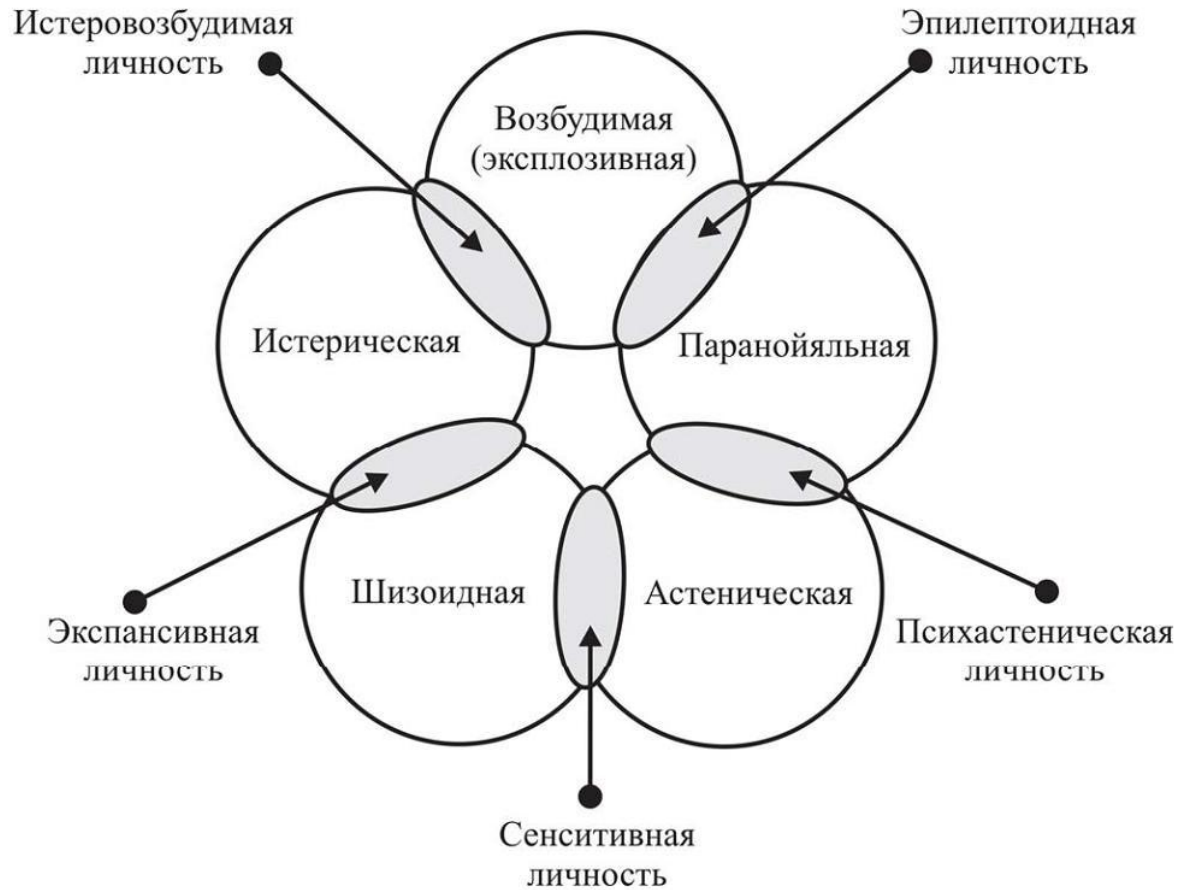 Истеровозбудимая
личность
Эпилептоидная
личность
Возбудимая
(эксплозивная)
Истерическая
Паранойяльная
Шизоидная
Астеническая
Экспансивная
личность
Психастеническая
личность
Сенситивная
личность